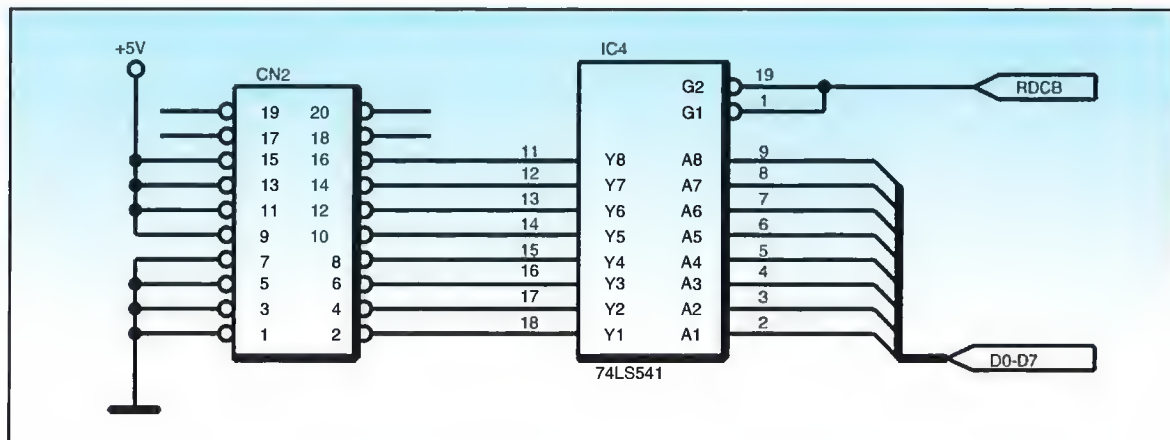 +5V
CN2
IC4
G2 19
G1 1
RDCB
19 20
17 18
15 16 11 Y8 A8 9
13 14 12 Y7 A7 8
11 12 13 Y6 A6 7
9 10 14 Y5 A5 6
7 8 15 Y4 A4 5
5 6 16 Y3 A3 4
3 4 17 Y2 A2 3
1 2 18 Y1 A1 2
74LS541
D0-D7